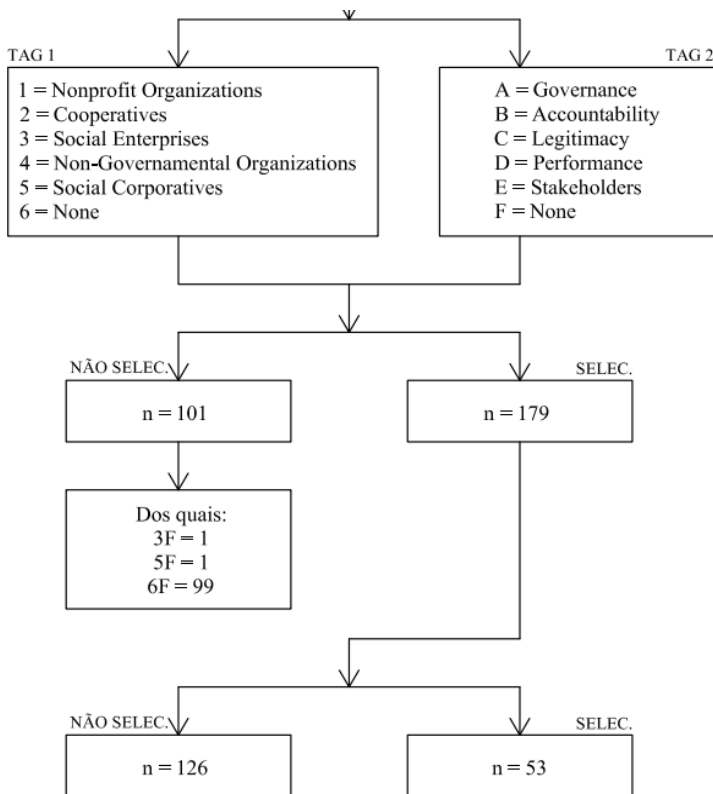 TAG 1
1 = Nonprofit Organizations
2 = Cooperatives
3 = Social Enterprises
4 = Non-Governamental Organizations
5 = Social Corporatives
6 = None
TAG 2
A = Governance
B = Accountability
C = Legitimacy
D = Performance
E = Stakeholders
F = None
NÃO SELEC.
n = 101
SELEC.
n = 179
Dos quais:
3F = 1
5F = 1
6F = 99
NÃO SELEC.
n = 126
SELEC.
n = 53